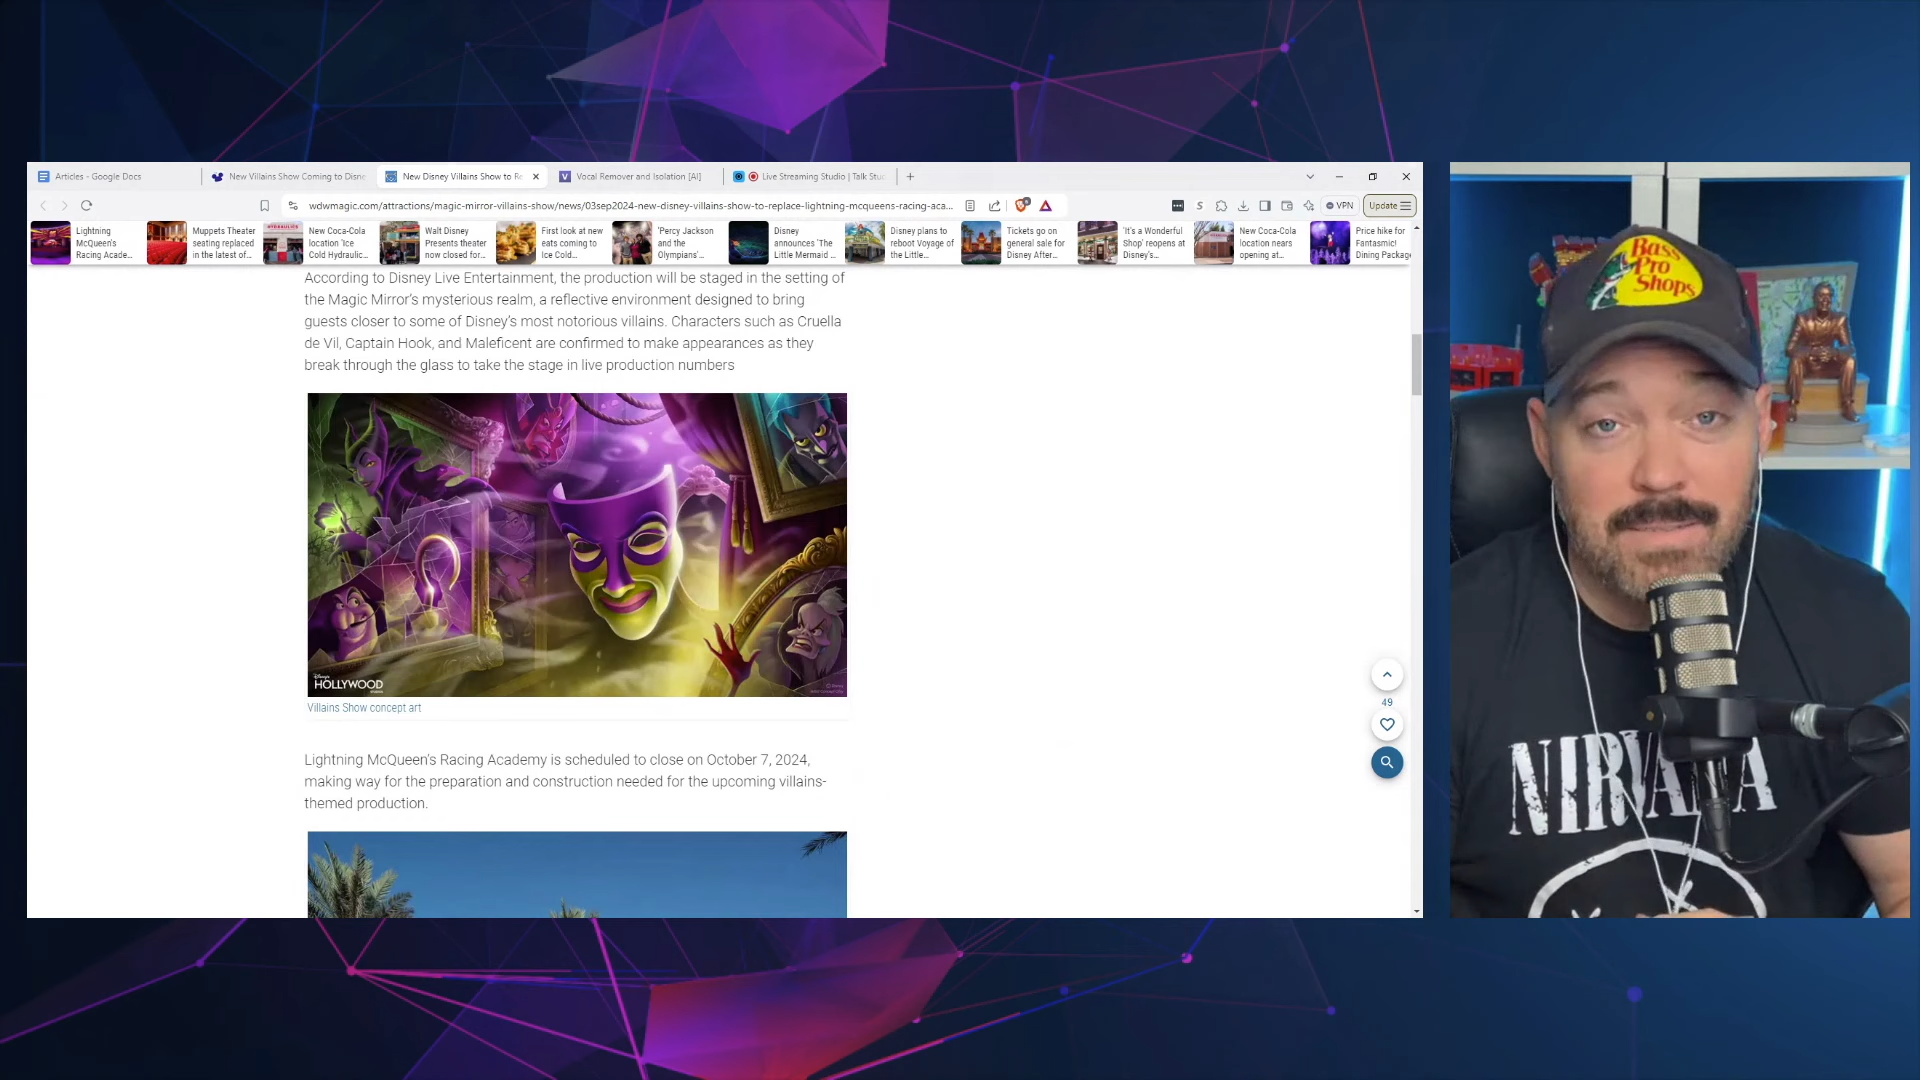 Articles - Google Docs
New Villains Show Coming to Disne
New Disney Villains Show to Re
Vocal Remover and Isolation [AI]
Live Streaming Studio | Talk Stud
wdwmagic.com/attractions/magic-mirror-villains-show/news/03sep2024-new-disney-villains-show-to-replace-lightning-mcqueens-racing-aca...
VPN
Update
Lightning
McQueen's
Racing Acade...
Muppets Theater
seating replaced
in the latest of...
New Coca-Cola
location 'Ice
Cold Hydraulic...
Walt Disney
Presents theater
now closed for...
First look at new
eats coming to
Ice Cold...
'Percy Jackson
and the
Olympians'...
Disney
announces 'The
Little Mermaid ...
Disney plans to
reboot Voyage of
the Little...
Tickets go on
general sale for
Disney After...
'It's a Wonderful
Shop' reopens at
Disney's...
New Coca-Cola
location nears
opening at...
Price hike for
Fantasmic!
Dining Package
According to Disney Live Entertainment, the production will be staged in the setting of
the Magic Mirror's mysterious realm, a reflective environment designed to bring
guests closer to some of Disney's most notorious villains. Characters such as Cruella
de Vil, Captain Hook, and Maleficent are confirmed to make appearances as they
break through the glass to take the stage in live production numbers
Disney's
HOLLYWOOD
Villains Show concept art
49
Lightning McQueen's Racing Academy is scheduled to close on October 7, 2024,
making way for the preparation and construction needed for the upcoming villains-
themed production.
Bass
Pro
Shops
NIRVANA